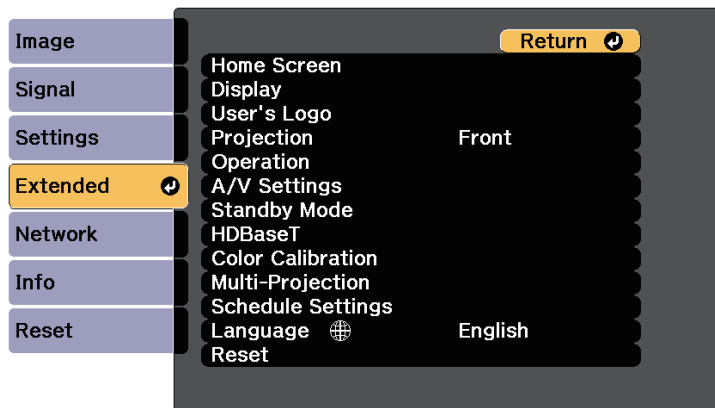 Image
Signal
Settings
Extended
Network
Info
Reset
Return
Home Screen
Display
User's Logo
Projection Front
Operation
A/V Settings
Standby Mode
HDBaseT
Color Calibration
Multi-Projection
Schedule Settings
Language English
Reset